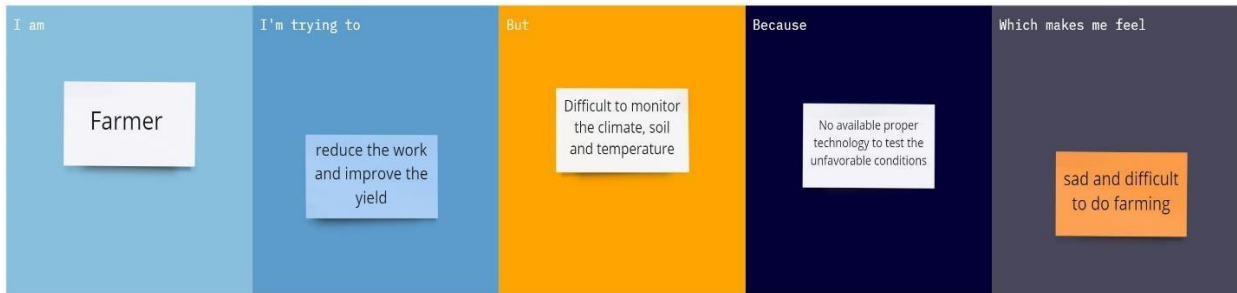 I am
Farmer
I'm trying to
reduce the work
and improve the
yield
But
Difficult to monitor
the climate, soil
and temperature
Because
No available proper
technology to test the
unfavorable conditions
Which makes me feel
sad and difficult
to do farming